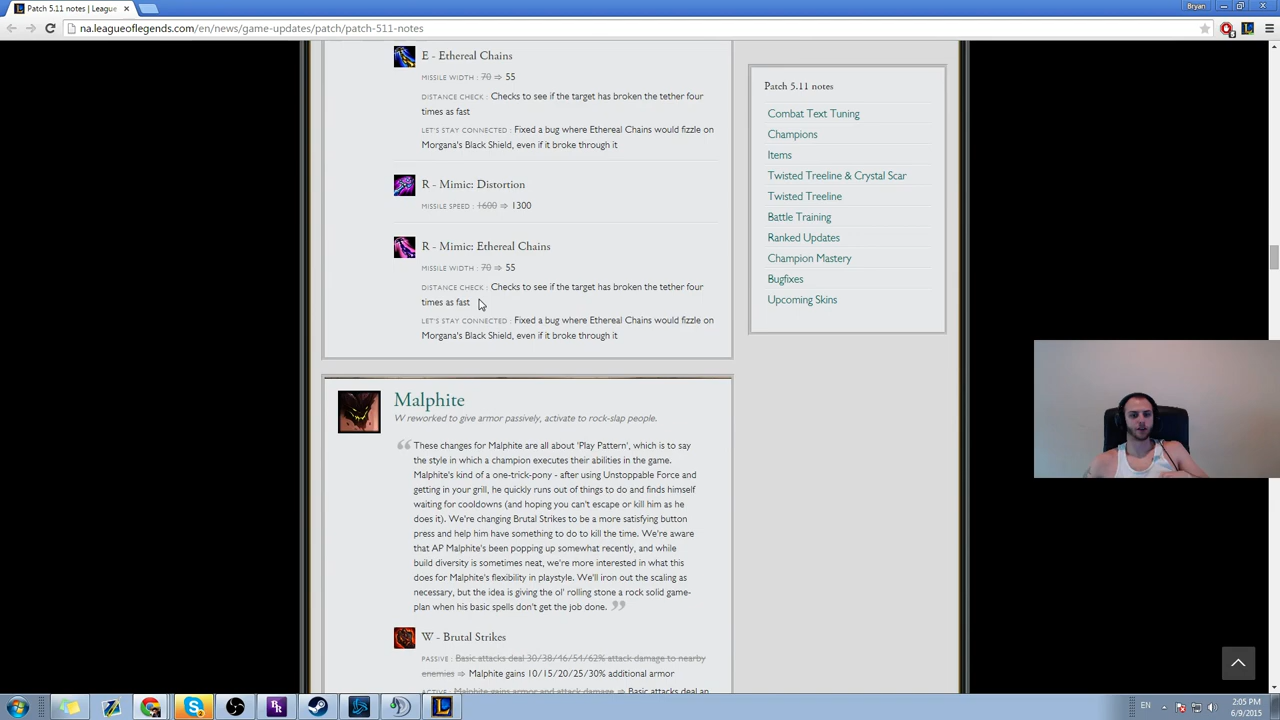 Patch 5.11 notes | League
Bryan
na.leagueoflegends.com/en/news/game-updates/patch/patch-511-notes
E - Ethereal Chains
MISSILE WIDTH : 70 ⇒ 55
DISTANCE CHECK : Checks to see if the target has broken the tether four
times as fast
LET'S STAY CONNECTED : Fixed a bug where Ethereal Chains would fizzle on
Morgana's Black Shield, even if it broke through it
R - Mimic: Distortion
MISSILE SPEED : 1600 ⇒ 1300
R - Mimic: Ethereal Chains
MISSILE WIDTH : 70 ⇒ 55
DISTANCE CHECK : Checks to see if the target has broken the tether four
times as fast
LET'S STAY CONNECTED : Fixed a bug where Ethereal Chains would fizzle on
Morgana's Black Shield, even if it broke through it
Malphite
W reworked to give armor passively, activate to rock-slap people.
These changes for Malphite are all about 'Play Pattern', which is to say
the style in which a champion executes their abilities in the game.
Malphite's kind of a one-trick-pony - after using Unstoppable Force and
getting in your grill, he quickly runs out of things to do and finds himself
waiting for cooldowns (and hoping you can't escape or kill him as he
does it). We're changing Brutal Strikes to be a more satisfying button
press and help him have something to do to kill the time. We're aware
that AP Malphite's been popping up somewhat recently, and while
build diversity is sometimes neat, we're more interested in what this
does for Malphite's flexibility in playstyle. We'll iron out the scaling as
necessary, but the idea is giving the ol' rolling stone a rock solid game-
plan when his basic spells don't get the job done.
W - Brutal Strikes
PASSIVE : Basic attacks deal 30/38/46/54/62% attack damage to nearby
enemies ⇒ Malphite gains 10/15/20/25/30% additional armor
ACTIVE : Malphite gains armor and attack damage ⇒ Basic attacks deal an
Patch 5.11 notes
Combat Text Tuning
Champions
Items
Twisted Treeline & Crystal Scar
Twisted Treeline
Battle Training
Ranked Updates
Champion Mastery
Bugfixes
Upcoming Skins
EN
2:05 PM
6/9/2015